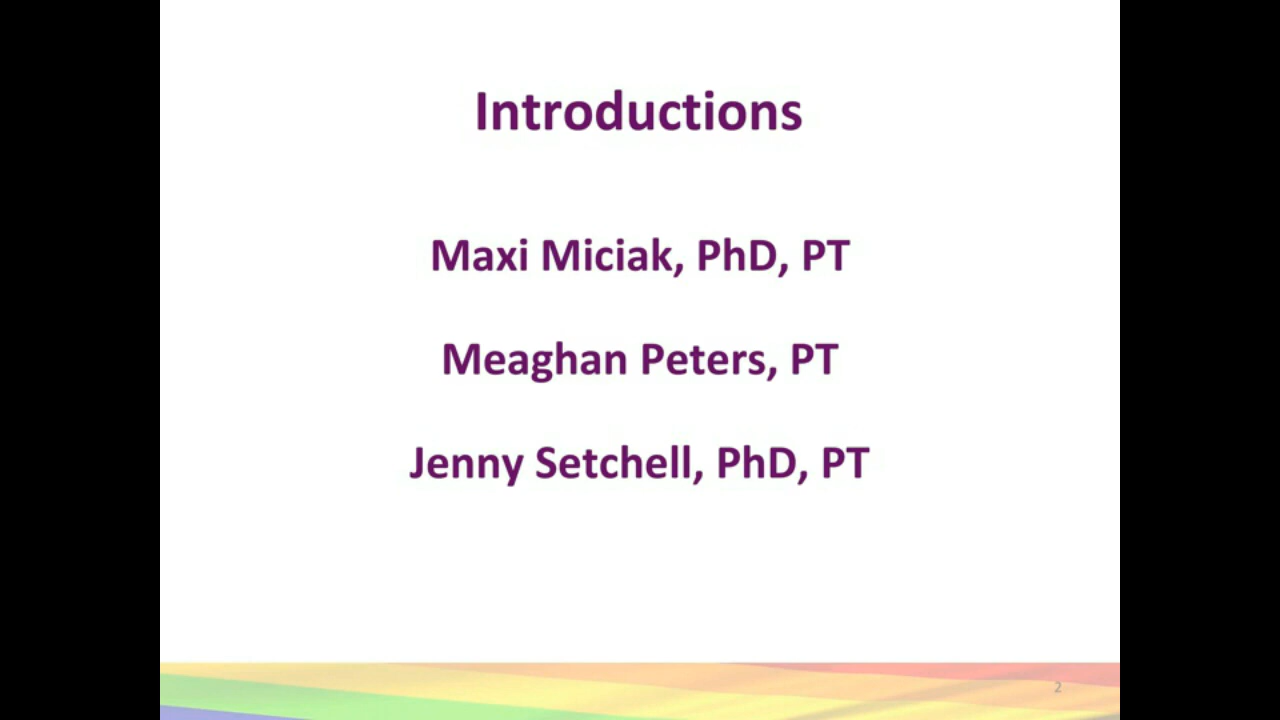 Introductions
Maxi Miciak, PhD, PT
Meaghan Peters, PT
Jenny Setchell, PhD, PT
2